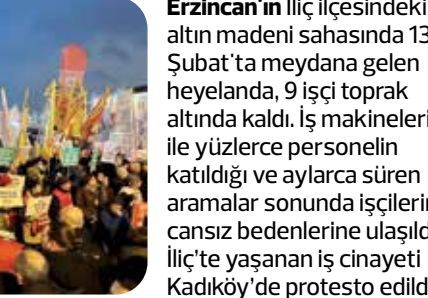 Erzincan'ın İliç ilçesindeki
altın madeni sahasında 13
Şubat'ta meydana gelen
heyelanda, 9 işçi toprak
altında kaldı. İş makineleri
ile yüzlerce personelin
katıldığı ve aylarca süren
aramalar sonunda işçilerin
cansız bedenlerine ulaşıld
İliç'te yaşanan iş cinayeti
Kadıköy'de protesto edild